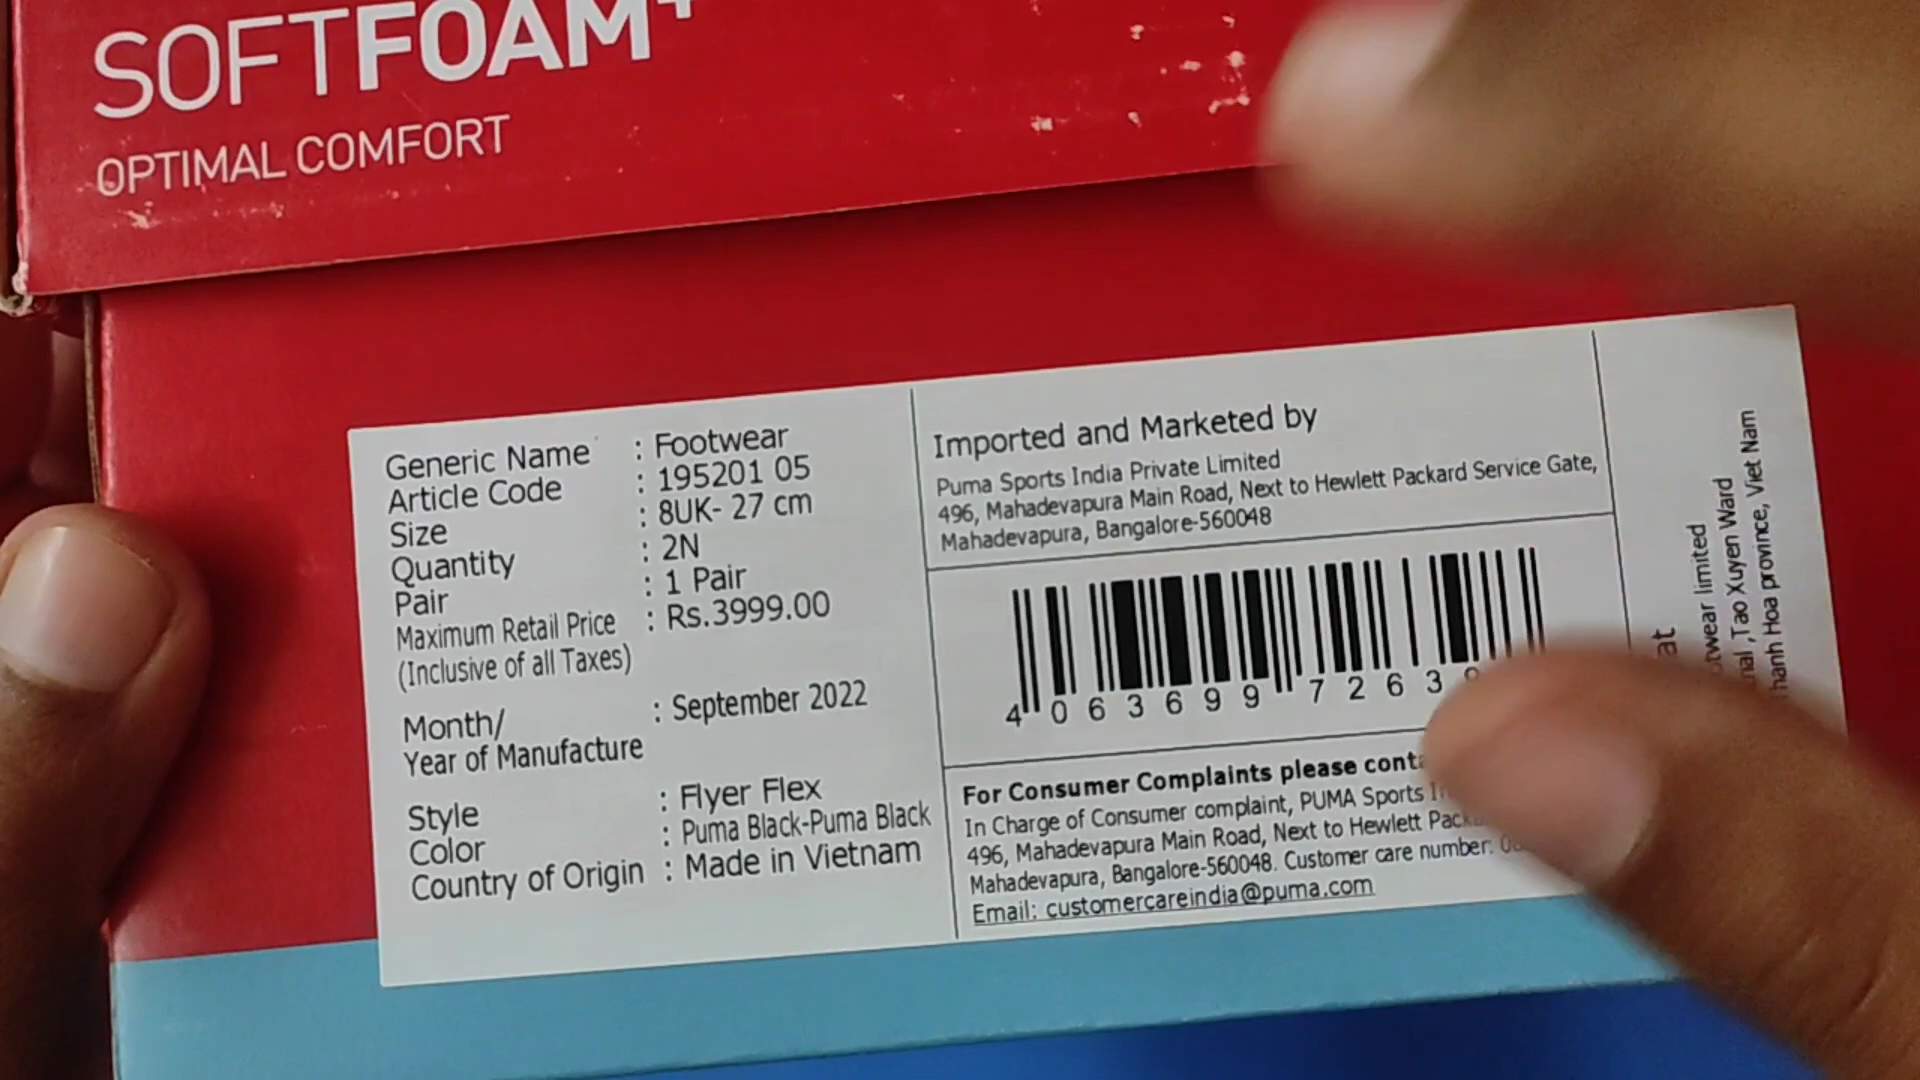 SOFTFOAM+
OPTIMAL COMFORT
Generic Name : Footwear
Article Code : 195201 05
Size : 8UK- 27 cm
Quantity : 2N
Pair : 1 Pair
Maximum Retail Price : Rs.3999.00
(Inclusive of all Taxes)
Month/ : September 2022
Year of Manufacture
Style : Flyer Flex
Color : Puma Black-Puma Black
Country of Origin : Made in Vietnam
Imported and Marketed by
Puma Sports India Private Limited
496, Mahadevapura Main Road, Next to Hewlett Packard Service Gate,
Mahadevapura, Bangalore-560048
4 063699 7263
For Consumer Complaints please
In Charge of Consumer complaint, PUMA Sports
496, Mahadevapura Main Road, Next to Hewlett
Mahadevapura, Bangalore-560048. Customer care number:
Email: customercareindia@puma.com
limited
,Tao Xuyen Ward
Hoa province, Viet Nam